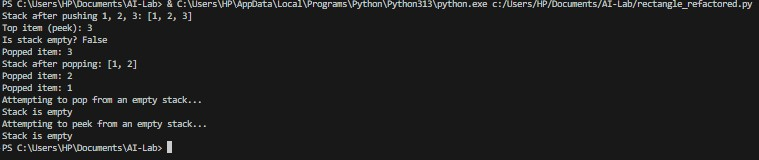 PS C:\Users\HP\Documents\AI-Lab> & C:\Users\HP\AppData\Local\Programs\Python\Python313\python.exe c:/Users/HP/Documents/AI-Lab/rectangle_refactored.py
Stack after pushing 1, 2, 3: [1, 2, 3]
Top item (peek): 3
Is stack empty? False
Popped item: 3
Stack after popping: [1, 2]
Popped item: 2
Popped item: 1
Attempting to pop from an empty stack...
Stack is empty
Attempting to peek from an empty stack...
Stack is empty
PS C:\Users\HP\Documents\AI-Lab>